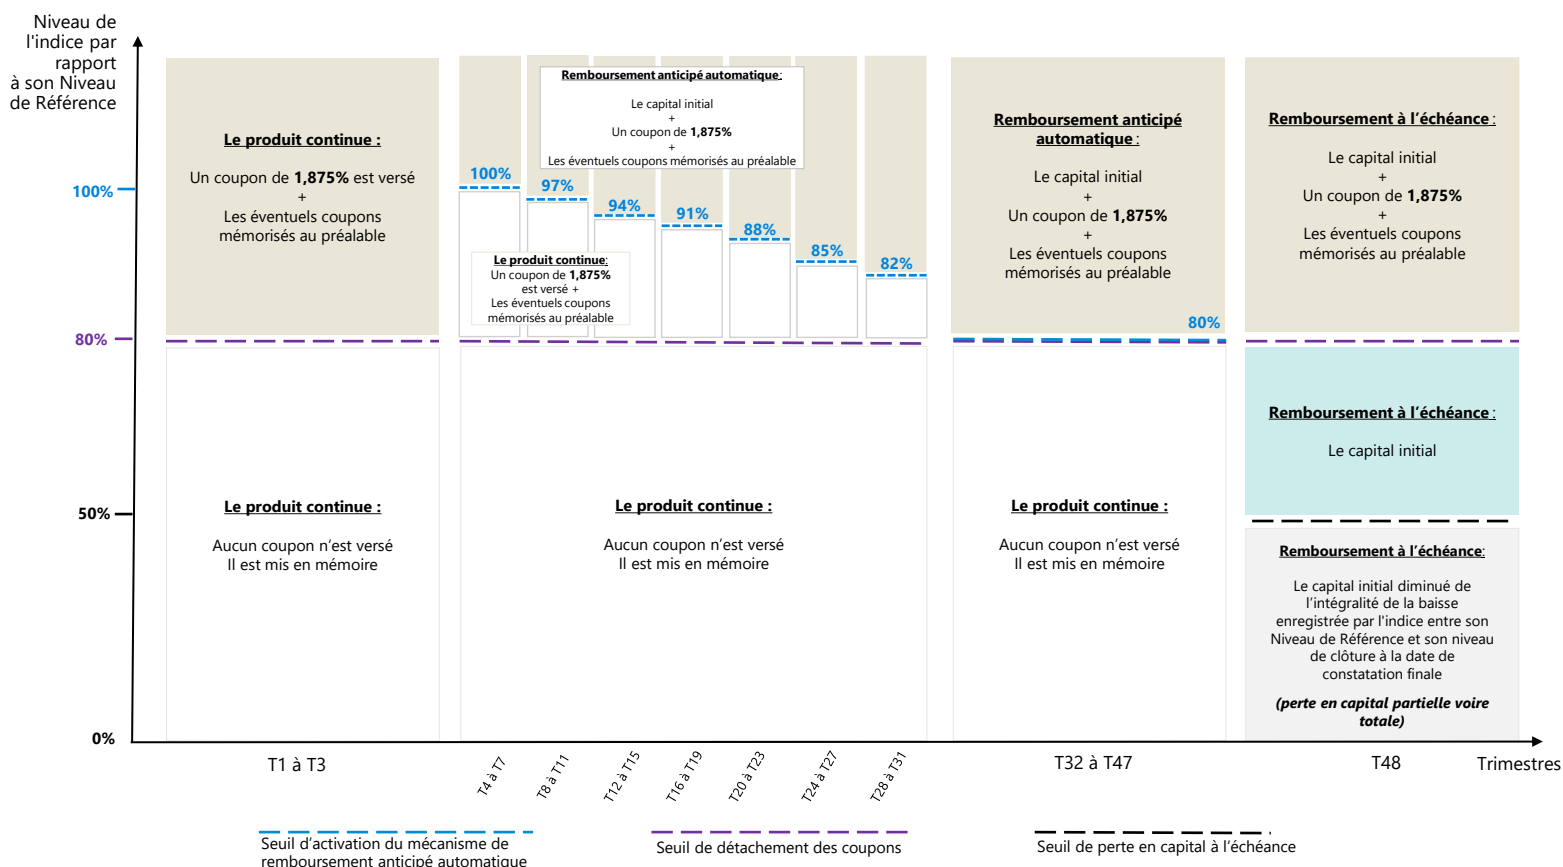 Niveau de
l'indice par
rapport
à son Niveau
de Référence
100%
80%
50%
0%
Le produit continue :
Un coupon de 1,875% est versé
+
Les éventuels coupons
mémorisés au préalable
Le produit continue :
Aucun coupon n'est versé
Il est mis en mémoire
Remboursement anticipé automatique:
Le capital initial
+
Un coupon de 1,875%
+
Les éventuels coupons mémorisés au préalable
100%
97%
94%
91%
88%
85%
82%
Le produit continue:
Un coupon de 1,875%
est versé +
Les éventuels coupons
mémorisés au préalable
Le produit continue :
Aucun coupon n'est versé
Il est mis en mémoire
Remboursement anticipé
automatique :
Le capital initial
+
Un coupon de 1,875%
+
Les éventuels coupons
mémorisés au préalable
80%
Le produit continue :
Aucun coupon n'est versé
Il est mis en mémoire
Remboursement à l'échéance :
Le capital initial
+
Un coupon de 1,875%
+
Les éventuels coupons
mémorisés au préalable
Remboursement à l'échéance :
Le capital initial
Remboursement à l'échéance:
Le capital initial diminué de
l'intégralité de la baisse
enregistrée par l'indice entre son
Niveau de Référence et son niveau
de clôture à la date de
constatation finale
(perte en capital partielle voire
totale)
T1 à T3
T4 à T7
T8 à T11
T12 à T15
T16 à T19
T20 à T23
T24 à T27
T28 à T31
T32 à T47
T48
Trimestres
Seuil d'activation du mécanisme de
remboursement anticipé automatique
Seuil de détachement des coupons
Seuil de perte en capital à l'échéance